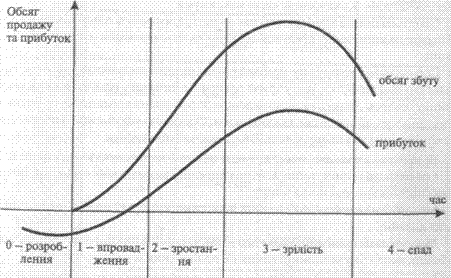 Обсяг
продажу
та прибуток
обсяг збуту
прибуток
час
0 – розроб-
лення
1 – впровад-
ження
2 – зростан-
ня
3 – зрілість
4 – спад